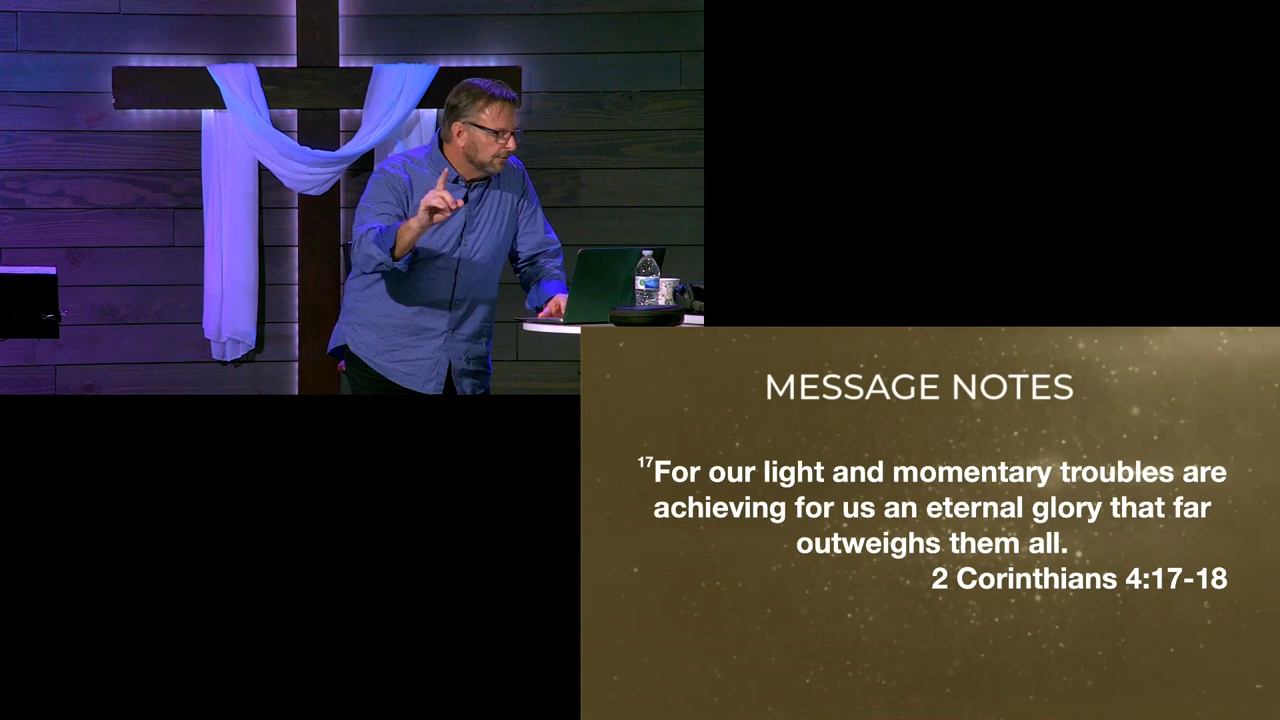 MESSAGE NOTES
¹⁷For our light and momentary troubles are
achieving for us an eternal glory that far
outweighs them all.
2 Corinthians 4:17-18